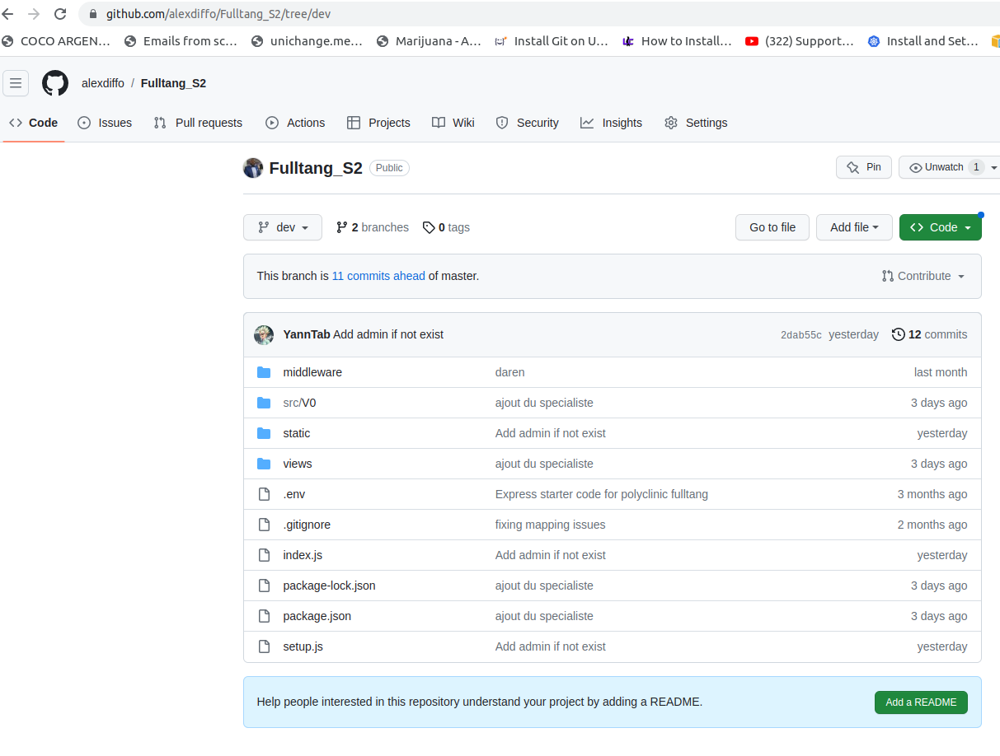 github.com/alexdiffo/Fulltang_S2/tree/dev
COCO ARGEN... Emails from sc... unichange.me... Marijuana - A... Install Git on U... How to Install... (322) Support... Install and Set...
alexdiffo / Fulltang_S2
Code Issues Pull requests Actions Projects Wiki Security Insights Settings
Fulltang_S2 Public Pin Unwatch 1
dev 2 branches 0 tags Go to file Add file Code
This branch is 11 commits ahead of master. Contribute
YannTab Add admin if not exist 2dab55c yesterday 12 commits
middleware daren last month
src/V0 ajout du specialiste 3 days ago
static Add admin if not exist yesterday
views ajout du specialiste 3 days ago
.env Express starter code for polyclinic fulltang 3 months ago
.gitignore fixing mapping issues 2 months ago
index.js Add admin if not exist yesterday
package-lock.json ajout du specialiste 3 days ago
package.json ajout du specialiste 3 days ago
setup.js Add admin if not exist yesterday
Help people interested in this repository understand your project by adding a README. Add a README